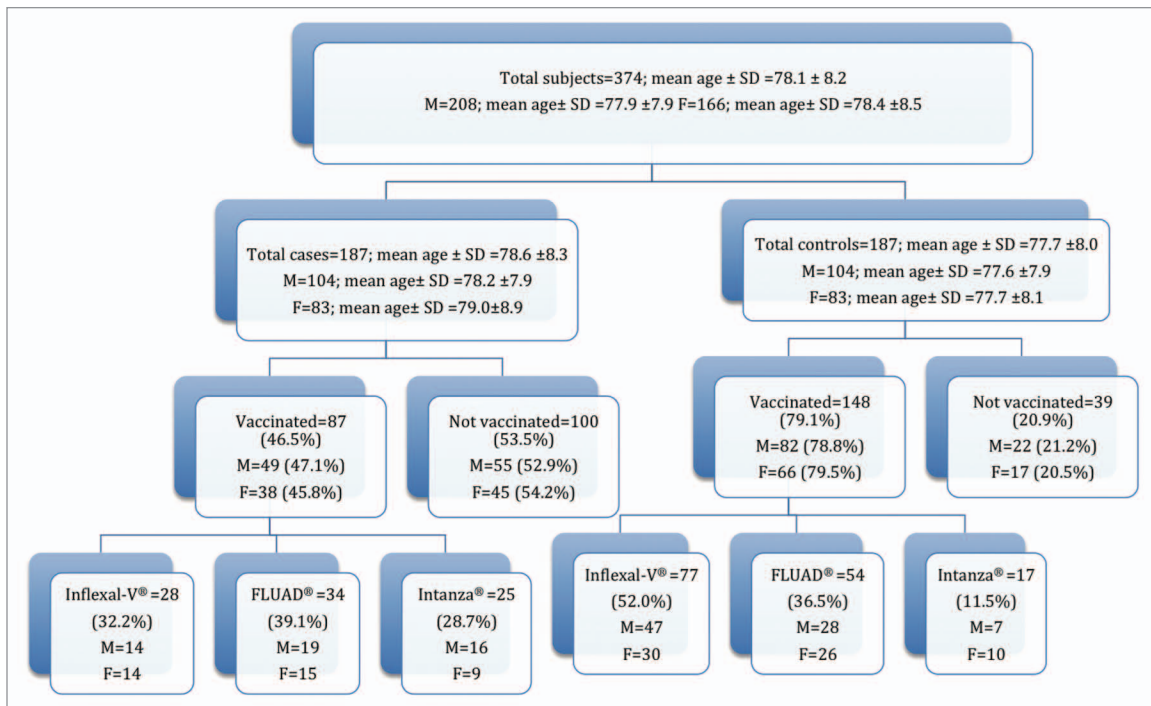 Total subjects=374; mean age ± SD =78.1 ± 8.2
M=208; mean age± SD =77.9 ±7.9 F=166; mean age± SD =78.4 ±8.5
Total cases=187; mean age ± SD =78.6 ±8.3
M=104; mean age± SD =78.2 ±7.9
F=83; mean age± SD =79.0±8.9
Total controls=187; mean age ± SD =77.7 ±8.0
M=104; mean age± SD =77.6 ±7.9
F=83; mean age± SD =77.7 ±8.1
Vaccinated=87
(46.5%)
M=49 (47.1%)
F=38 (45.8%)
Not vaccinated=100
(53.5%)
M=55 (52.9%)
F=45 (54.2%)
Vaccinated=148
(79.1%)
M=82 (78.8%)
F=66 (79.5%)
Not vaccinated=39
(20.9%)
M=22 (21.2%)
F=17 (20.5%)
Inflexal-V®=28
(32.2%)
M=14
F=14
FLUAD®=34
(39.1%)
M=19
F=15
Intanza®=25
(28.7%)
M=16
F=9
Inflexal-V®=77
(52.0%)
M=47
F=30
FLUAD®=54
(36.5%)
M=28
F=26
Intanza®=17
(11.5%)
M=7
F=10